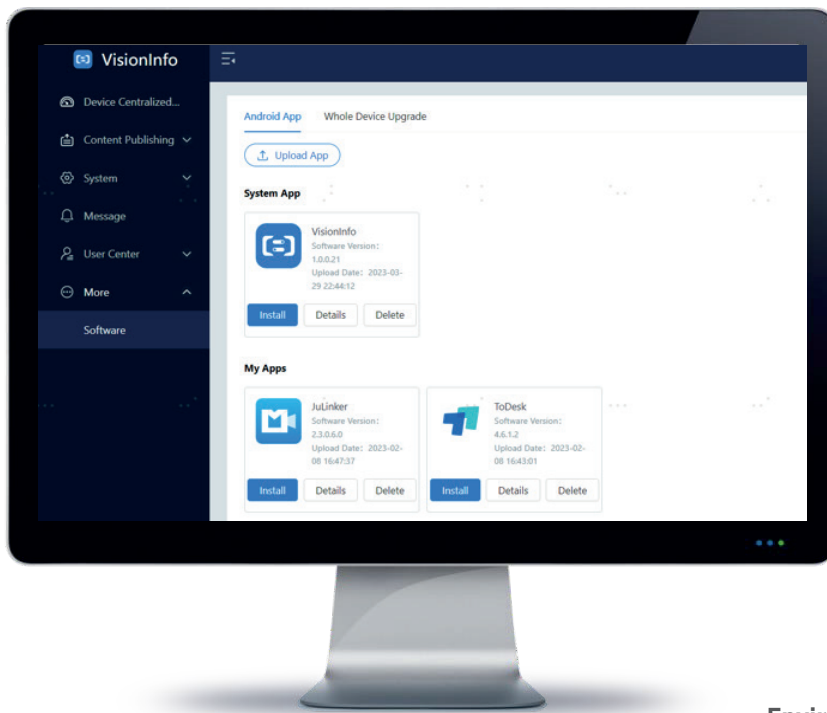 VisionInfo
Device Centralized...
Content Publishing
System
Message
User Center
More
Software
Android App Whole Device Upgrade
Upload App
System App
VisionInfo
Software Version:
1.0.0.21
Upload Date: 2023-03-
29 22:44:12
Install Details Delete
My Apps
JuLinker
Software Version:
2.3.0.6.0
Upload Date: 2023-02-
08 16:47:37
Install Details Delete
ToDesk
Software Version:
4.6.1.2
Upload Date: 2023-02-
08 16:43:01
Install Details Delete